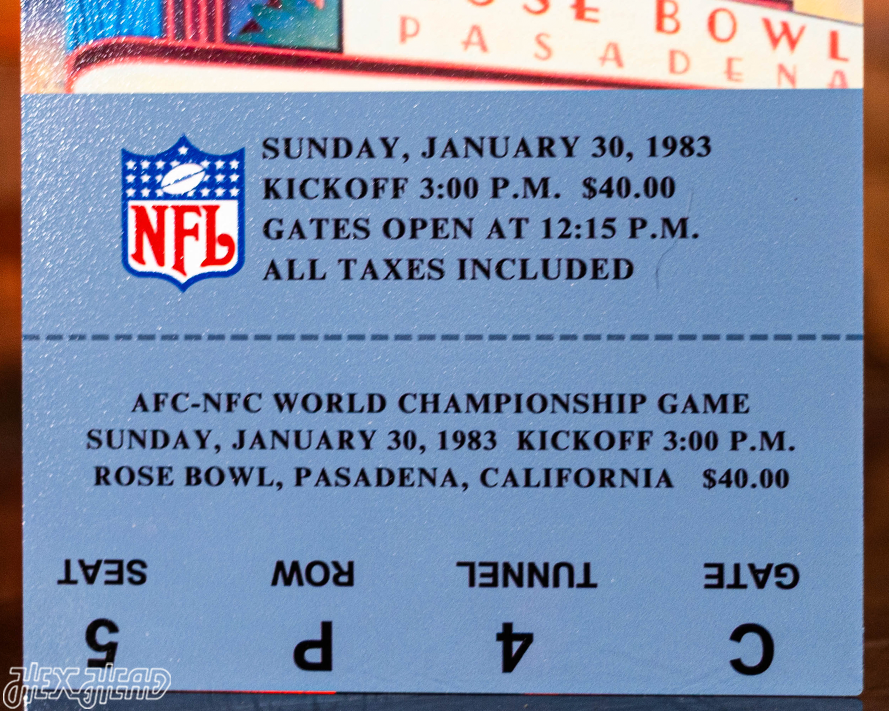 ROSE BOWL
PASADENA
NFL
SUNDAY, JANUARY 30, 1983
KICKOFF 3:00 P.M. $40.00
GATES OPEN AT 12:15 P.M.
ALL TAXES INCLUDED
AFC-NFC WORLD CHAMPIONSHIP GAME
SUNDAY, JANUARY 30, 1983 KICKOFF 3:00 P.M.
ROSE BOWL, PASADENA, CALIFORNIA $40.00
GATE TUNNEL ROW SEAT
C 4 P 5
HEX HEAD